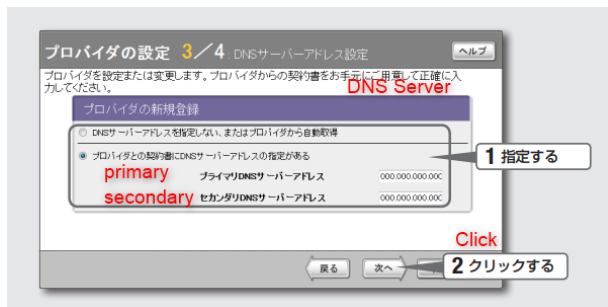 プロバイダの設定 3／4 : DNSサーバーアドレス設定
ヘルプ
プロバイダを設定または変更します。プロバイダからの契約書をお手元にご用意して正確に入
力してください。
DNS Server
プロバイダの新規登録
DNSサーバーアドレスを指定しない、またはプロバイダから自動取得
プロバイダとの契約書にDNSサーバーアドレスの指定がある
1 指定する
primary
プライマリDNSサーバーアドレス 000.000.000.00
secondary
セカンダリDNSサーバーアドレス 000.000.000.00
Click
戻る
次へ
2 クリックする